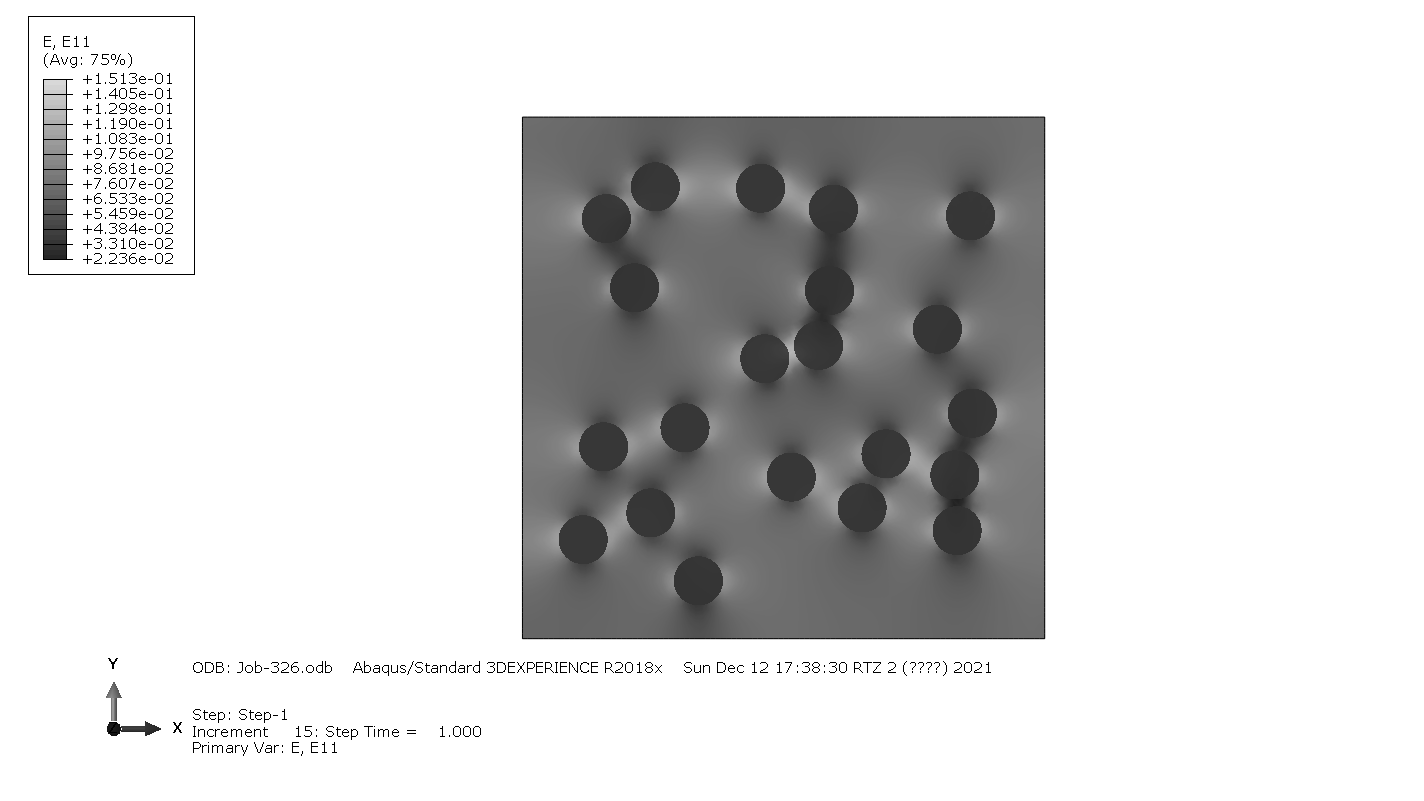 E, E11
(Avg: 75%)
+1.513e-01
+1.405e-01
+1.298e-01
+1.190e-01
+1.083e-01
+9.756e-02
+8.681e-02
+7.607e-02
+6.533e-02
+5.459e-02
+4.384e-02
+3.310e-02
+2.236e-02
Y
X
ODB: Job-326.odb    Abaqus/Standard 3DEXPERIENCE R2018x    Sun Dec 12 17:38:30 RTZ 2 (????) 2021
Step: Step-1
Increment     15: Step Time =    1.000
Primary Var: E, E11